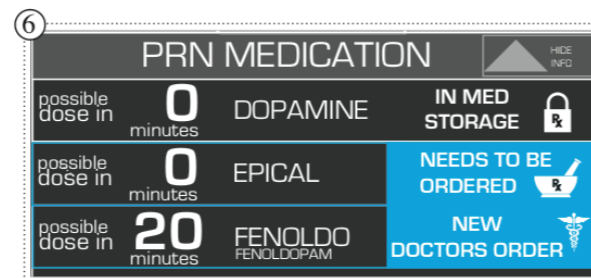 6
PRN MEDICATION
HIDE
INFO
possible
dose in
0
minutes
DOPAMINE
IN MED
STORAGE
Rx
possible
dose in
0
minutes
EPICAL
NEEDS TO BE
ORDERED
Rx
possible
dose in
20
minutes
FENOLDO
FENOLDOPAM
NEW
DOCTORS ORDER